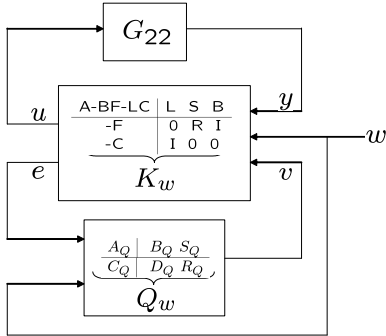 G22
u
y
A-BF-LC L S B
-F 0 R I
-C I 0 0
Kw
w
e
v
AQ BQ SQ
CQ DQ RQ
Qw